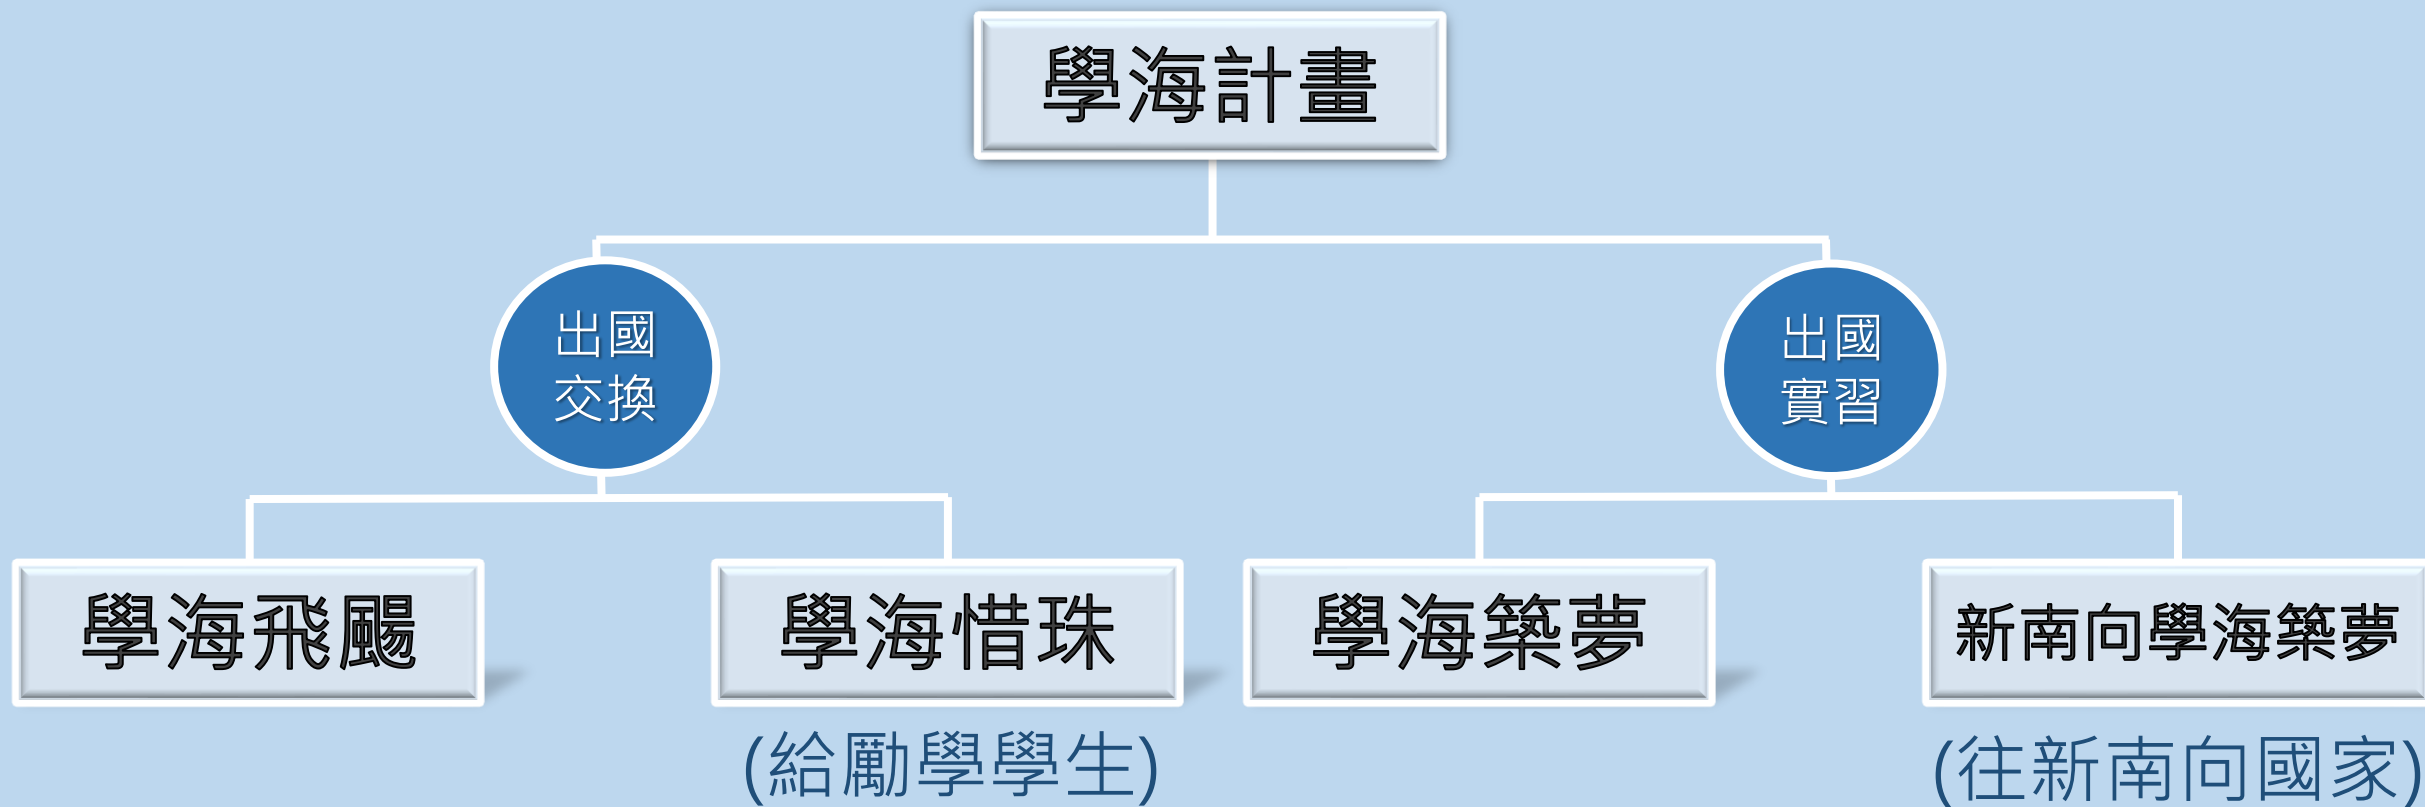 學海計畫
出國
交換
出國
實習
學海飛颺
學海惜珠
學海築夢
新南向學海築夢
(給勵學學生)
(往新南向國家)